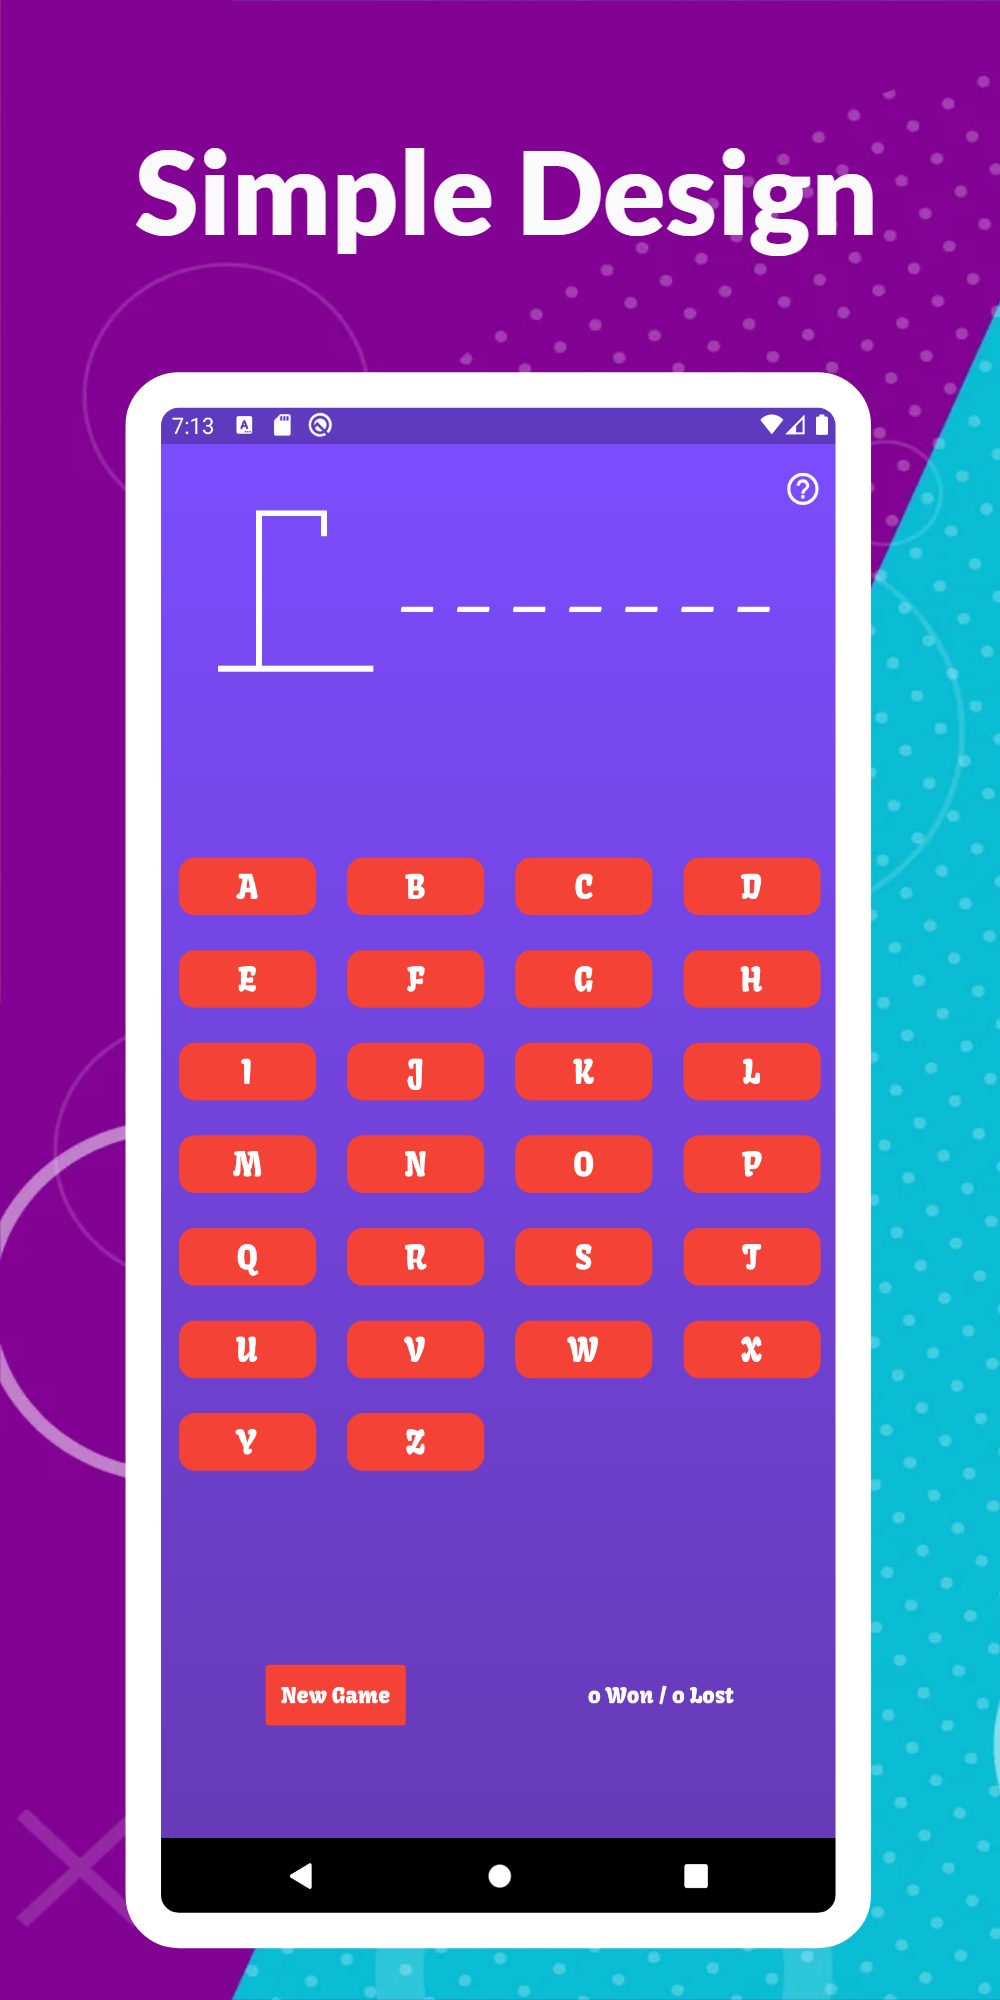 Simple Design
7:13
A B C D
E F G H
I J K L
M N O P
Q R S T
U V W X
Y Z
New Game
0 Won / 0 Lost